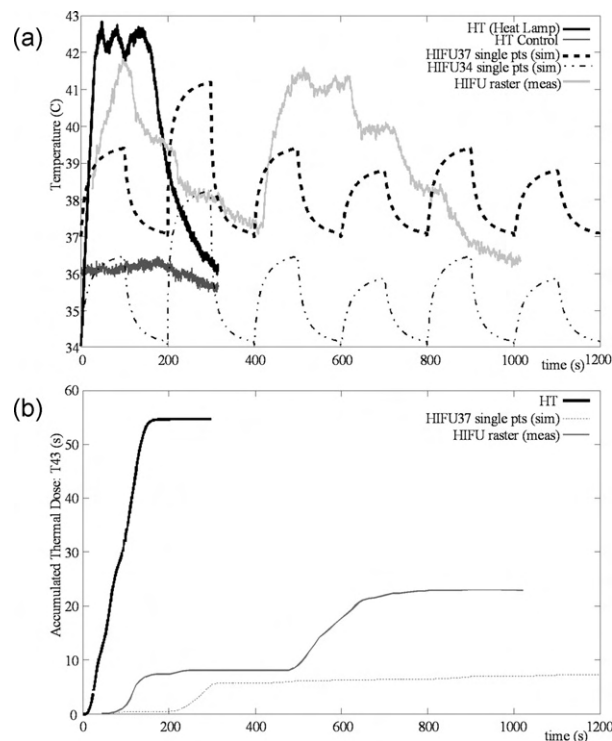 (a)
43
42
41
40
39
38
37
36
35
34
Temperature (C)
HT (Heat Lamp)
HT Control
HIFU37 single pts (sim)
HIFU34 single pts (sim)
HIFU raster (meas)
0 200 400 600 800 1000 1200
time (s)
(b)
60
50
40
30
20
10
0
Accumulated Thermal Dose: T43 (s)
HT
HIFU37 single pts (sim)
HIFU raster (meas)
0 200 400 600 800 1000 1200
time (s)